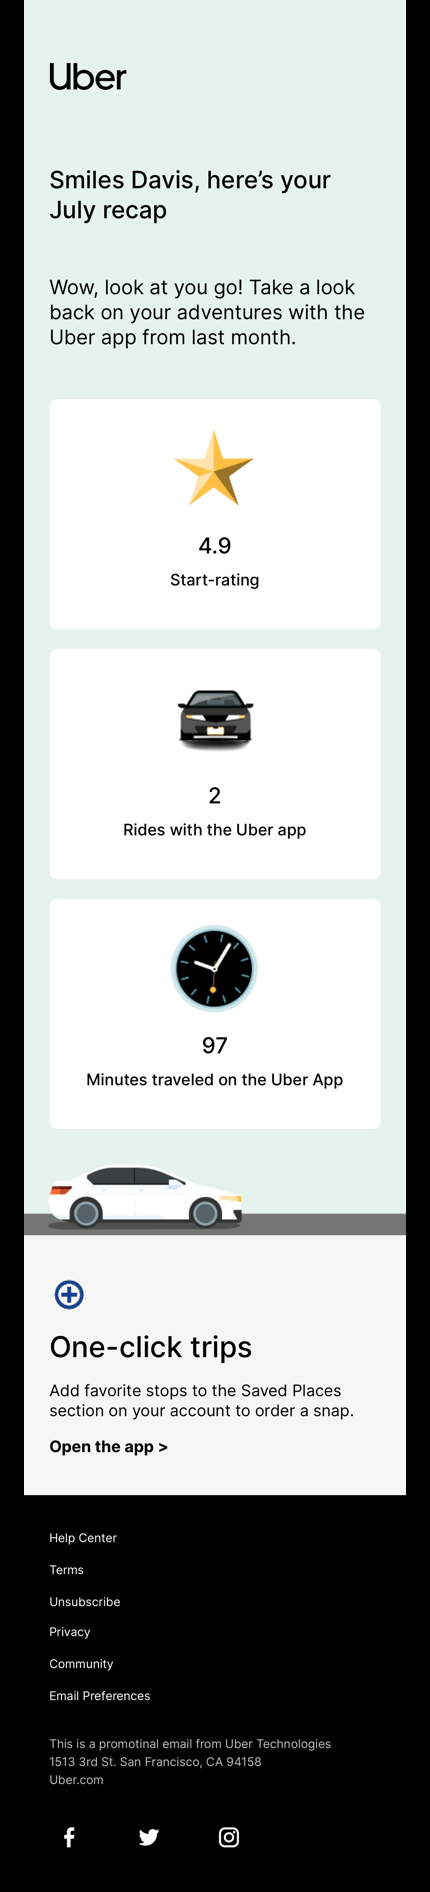 Uber
Smiles Davis, here’s your
July recap
Wow, look at you go! Take a look
back on your adventures with the
Uber app from last month.
4.9
Start-rating
2
Rides with the Uber app
97
Minutes traveled on the Uber App
One-click trips
Add favorite stops to the Saved Places
section on your account to order a snap.
Open the app >
Help Center
Terms
Unsubscribe
Privacy
Community
Email Preferences
This is a promotinal email from Uber Technologies
1513 3rd St. San Francisco, CA 94158
Uber.com